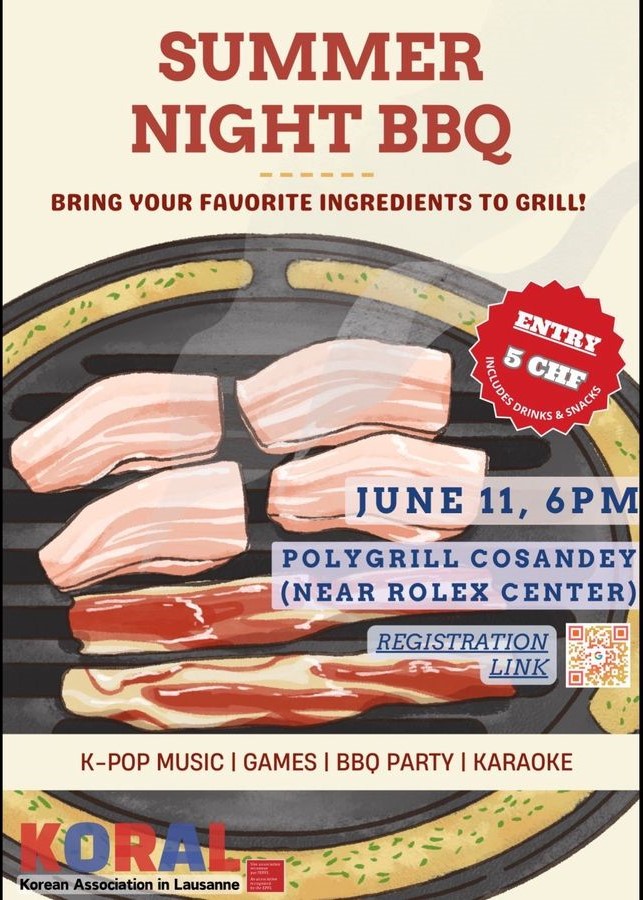 SUMMER
NIGHT BBQ
BRING YOUR FAVORITE INGREDIENTS TO GRILL!
ENTRY
5 CHF
INCLUDES DRINKS & SNACKS
JUNE 11, 6PM
POLYGRILL COSANDEY
(NEAR ROLEX CENTER)
REGISTRATION
LINK
K-POP MUSIC | GAMES | BBQ PARTY | KARAOKE
KORAL
Korean Association in Lausanne